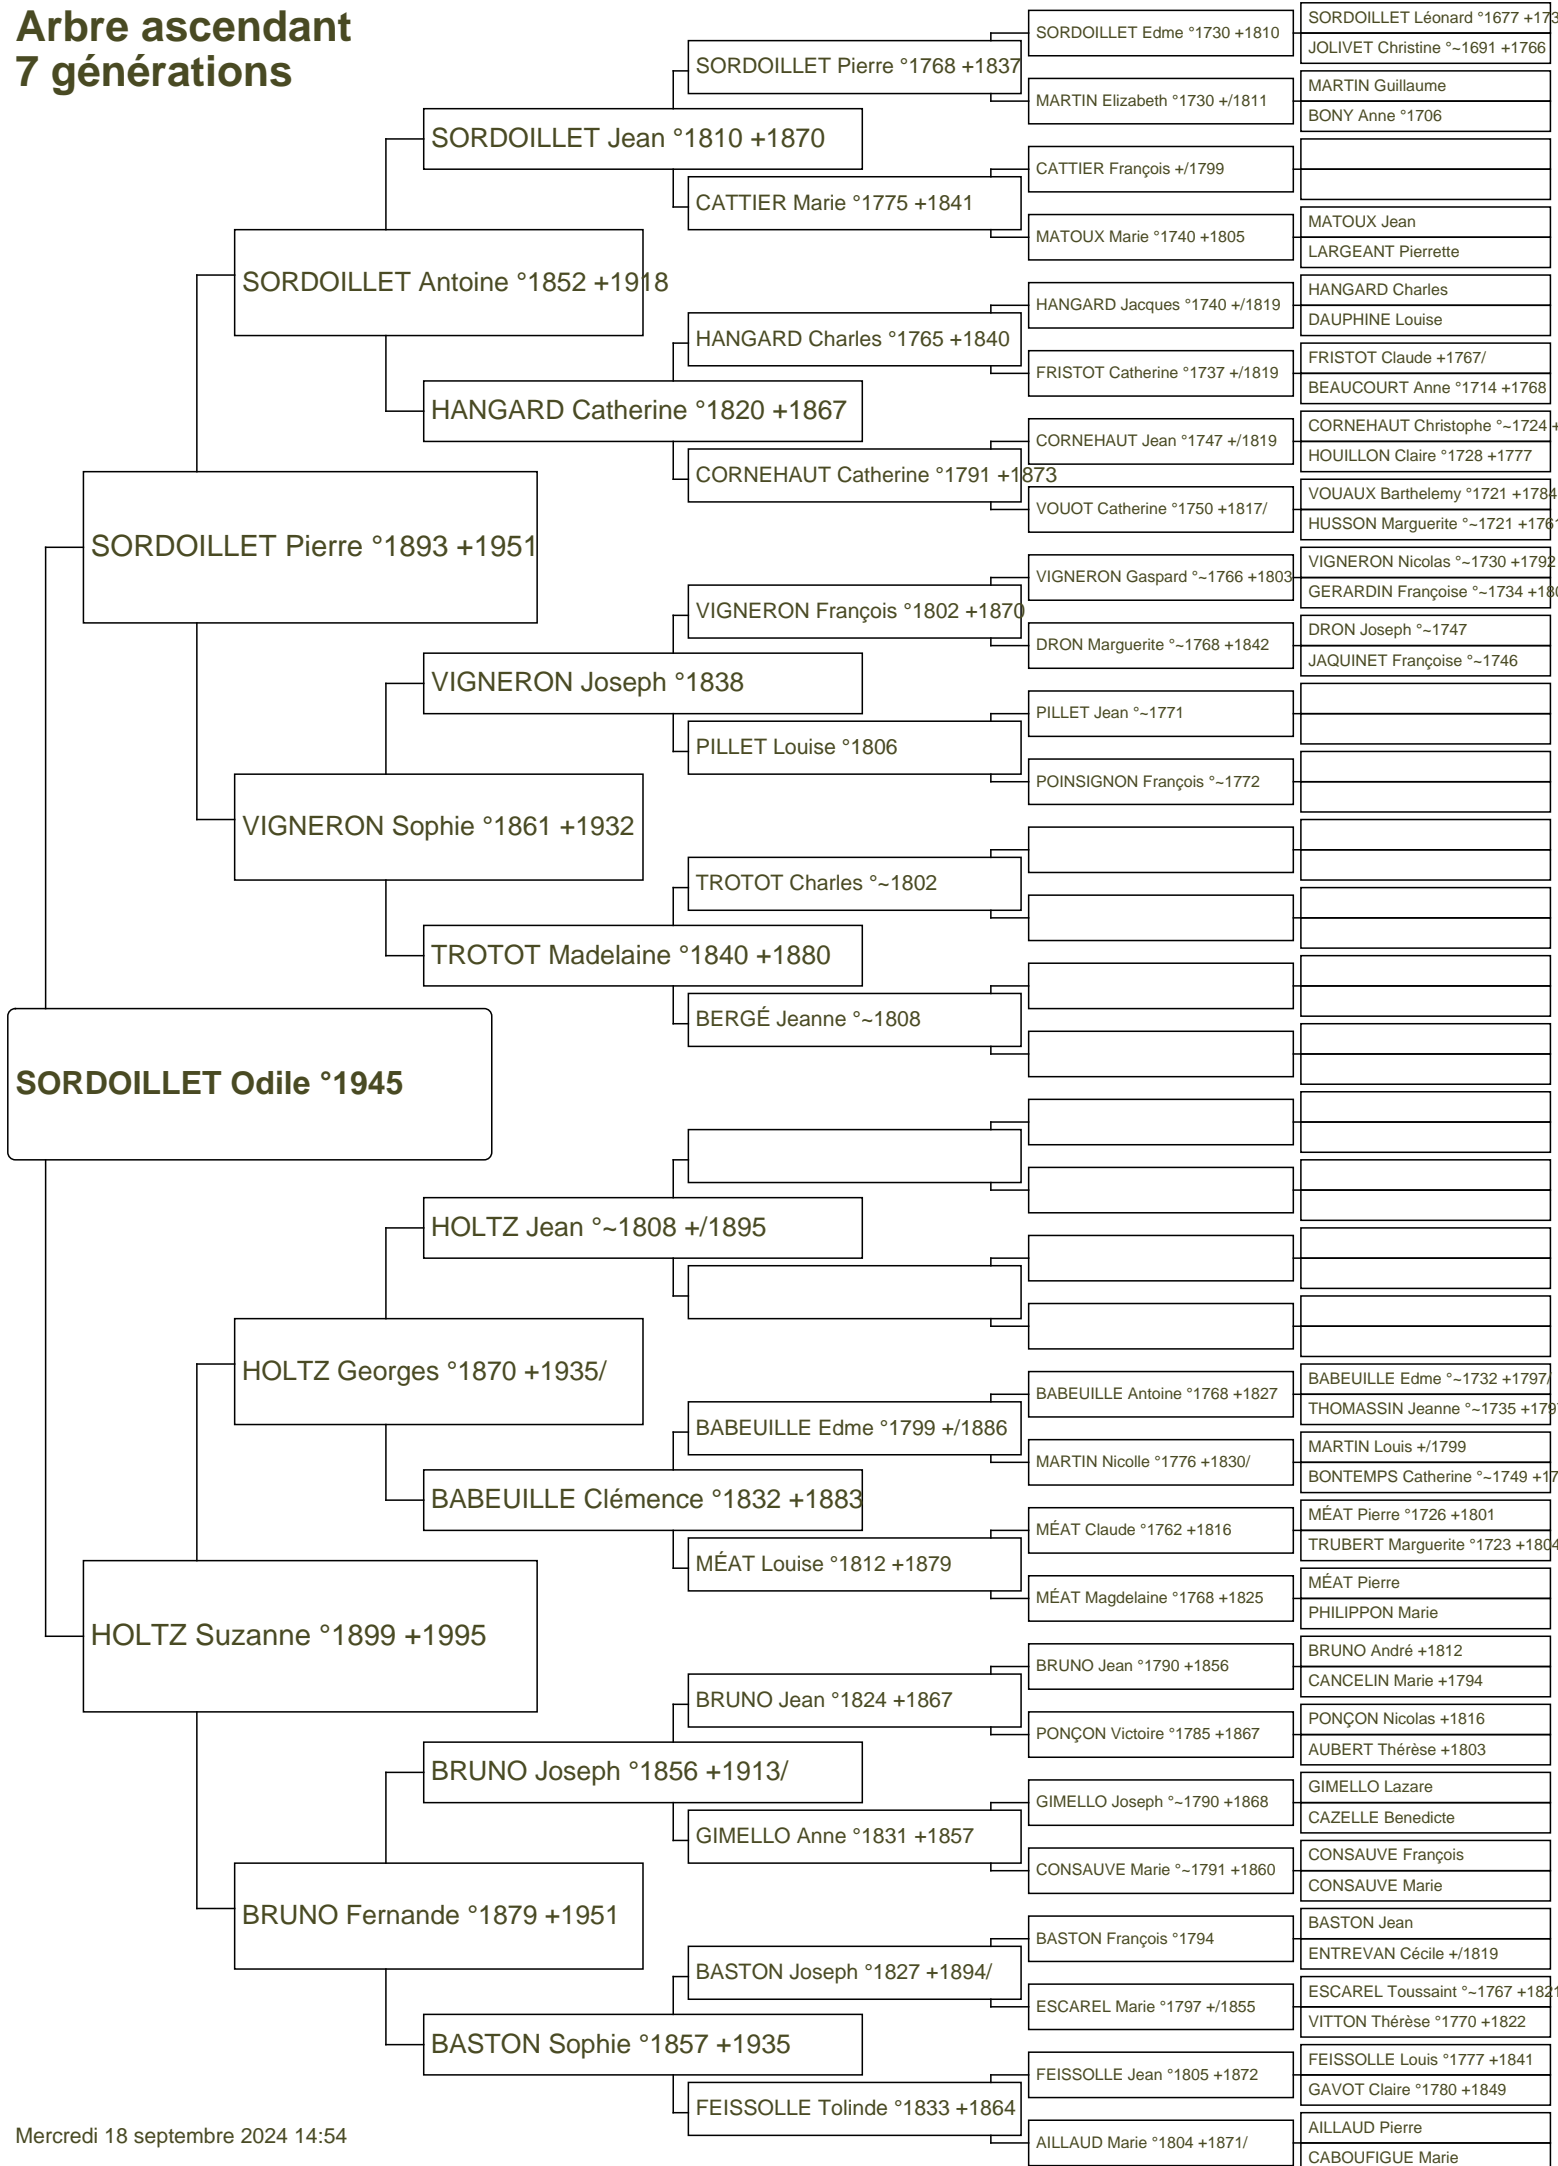 Arbre ascendant
7 générations
SORDOILLET Odile °1945
SORDOILLET Pierre °1893 +1951
HOLTZ Suzanne °1899 +1995
SORDOILLET Antoine °1852 +1918
VIGNERON Sophie °1861 +1932
HOLTZ Georges °1870 +1935/
BRUNO Fernande °1879 +1951
SORDOILLET Jean °1810 +1870
HANGARD Catherine °1820 +1867
VIGNERON Joseph °1838
TROTOT Madelaine °1840 +1880
HOLTZ Jean °~1808 +/1895
BABEUILLE Clémence °1832 +1883
BRUNO Joseph °1856 +1913/
BASTON Sophie °1857 +1935
SORDOILLET Pierre °1768 +1837
CATTIER Marie °1775 +1841
HANGARD Charles °1765 +1840
CORNEHAUT Catherine °1791 +1873
VIGNERON François °1802 +1870
PILLET Louise °1806
TROTOT Charles °~1802
BERGÉ Jeanne °~1808
BABEUILLE Edme °1799 +/1886
MÉAT Louise °1812 +1879
BRUNO Jean °1824 +1867
GIMELLO Anne °1831 +1857
BASTON Joseph °1827 +1894/
FEISSOLLE Tolinde °1833 +1864
SORDOILLET Edme °1730 +1810
MARTIN Elizabeth °1730 +/1811
CATTIER François +/1799
MATOUX Marie °1740 +1805
HANGARD Jacques °1740 +/1819
FRISTOT Catherine °1737 +/1819
CORNEHAUT Jean °1747 +/1819
VOUOT Catherine °1750 +1817/
VIGNERON Gaspard °~1766 +1803
DRON Marguerite °~1768 +1842
PILLET Jean °~1771
POINSIGNON François °~1772
BABEUILLE Antoine °1768 +1827
MARTIN Nicolle °1776 +1830/
MÉAT Claude °1762 +1816
MÉAT Magdelaine °1768 +1825
BRUNO Jean °1790 +1856
PONÇON Victoire °1785 +1867
GIMELLO Joseph °~1790 +1868
CONSAUVE Marie °~1791 +1860
BASTON François °1794
ESCAREL Marie °1797 +/1855
FEISSOLLE Jean °1805 +1872
AILLAUD Marie °1804 +1871/
SORDOILLET Léonard °1677 +173
JOLIVET Christine °~1691 +1766
MARTIN Guillaume
BONY Anne °1706
MATOUX Jean
LARGEANT Pierrette
HANGARD Charles
DAUPHINE Louise
FRISTOT Claude +1767/
BEAUCOURT Anne °1714 +1768
CORNEHAUT Christophe °~1724 +
HOUILLON Claire °1728 +1777
VOUAUX Barthelemy °1721 +1784
HUSSON Marguerite °~1721 +1761
VIGNERON Nicolas °~1730 +1792
GERARDIN Françoise °~1734 +180
DRON Joseph °~1747
JAQUINET Françoise °~1746
BABEUILLE Edme °~1732 +1797/
THOMASSIN Jeanne °~1735 +1797
MARTIN Louis +/1799
BONTEMPS Catherine °~1749 +17
MÉAT Pierre °1726 +1801
TRUBERT Marguerite °1723 +1804
MÉAT Pierre
PHILIPPON Marie
BRUNO André +1812
CANCELIN Marie +1794
PONÇON Nicolas +1816
AUBERT Thérèse +1803
GIMELLO Lazare
CAZELLE Benedicte
CONSAUVE François
CONSAUVE Marie
BASTON Jean
ENTREVAN Cécile +/1819
ESCAREL Toussaint °~1767 +1821
VITTON Thérèse °1770 +1822
FEISSOLLE Louis °1777 +1841
GAVOT Claire °1780 +1849
AILLAUD Pierre
CABOUFIGUE Marie
Mercredi 18 septembre 2024 14:54